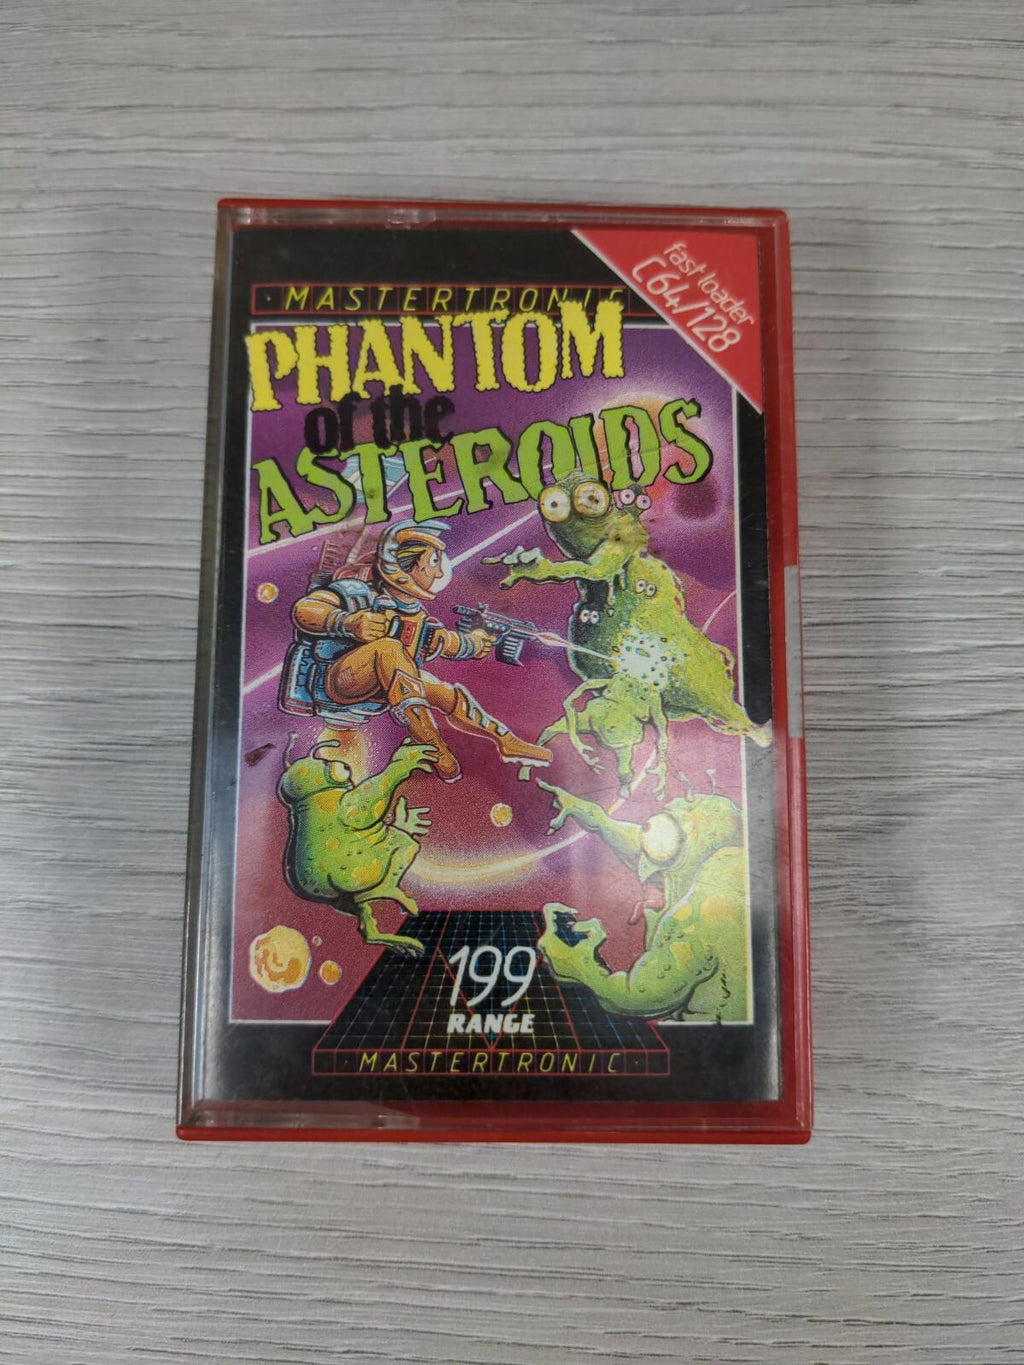 fast loader
C64/128
MASTERTRONIC
PHANTOM
of the
ASTEROIDS
199
RANGE
MASTERTRONIC